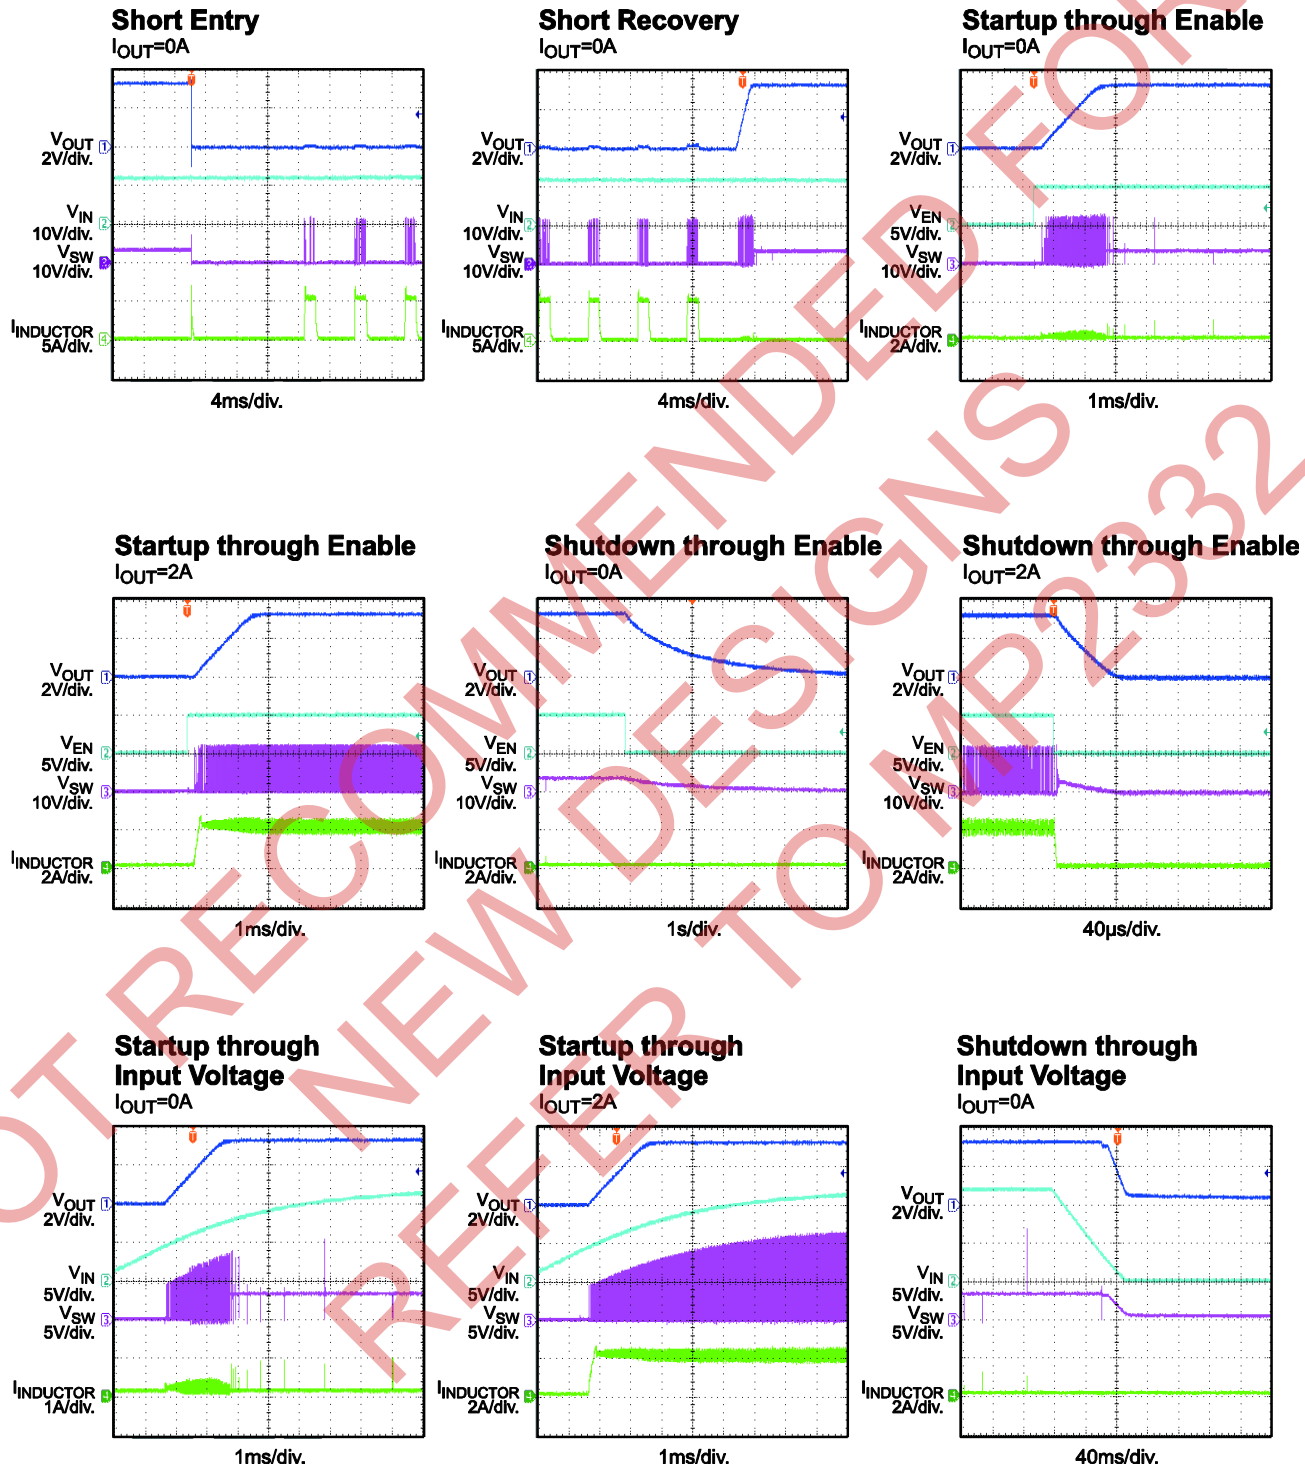 Short Entry
IOUT=0A
VOUT
2V/div.
VIN
10V/div.
VSW
10V/div.
IINDUCTOR
5A/div.
4ms/div.
Short Recovery
IOUT=0A
VOUT
2V/div.
VIN
10V/div.
VSW
10V/div.
IINDUCTOR
5A/div.
4ms/div.
Startup through Enable
IOUT=0A
VOUT
2V/div.
VEN
5V/div.
VSW
10V/div.
IINDUCTOR
2A/div.
1ms/div.
Startup through Enable
IOUT=2A
VOUT
2V/div.
VEN
5V/div.
VSW
10V/div.
IINDUCTOR
2A/div.
1ms/div.
Shutdown through Enable
IOUT=0A
VOUT
2V/div.
VEN
5V/div.
VSW
10V/div.
IINDUCTOR
2A/div.
1s/div.
Shutdown through Enable
IOUT=2A
VOUT
2V/div.
VEN
5V/div.
VSW
10V/div.
IINDUCTOR
2A/div.
40µs/div.
Startup through
Input Voltage
IOUT=0A
VOUT
2V/div.
VIN
5V/div.
VSW
5V/div.
IINDUCTOR
1A/div.
1ms/div.
Startup through
Input Voltage
IOUT=2A
VOUT
2V/div.
VIN
5V/div.
VSW
5V/div.
IINDUCTOR
2A/div.
1ms/div.
Shutdown through
Input Voltage
IOUT=0A
VOUT
2V/div.
VIN
5V/div.
VSW
5V/div.
IINDUCTOR
2A/div.
40ms/div.
OT RECOMMENDED FOR
NEW DESIGNS
REFER TO MP2332